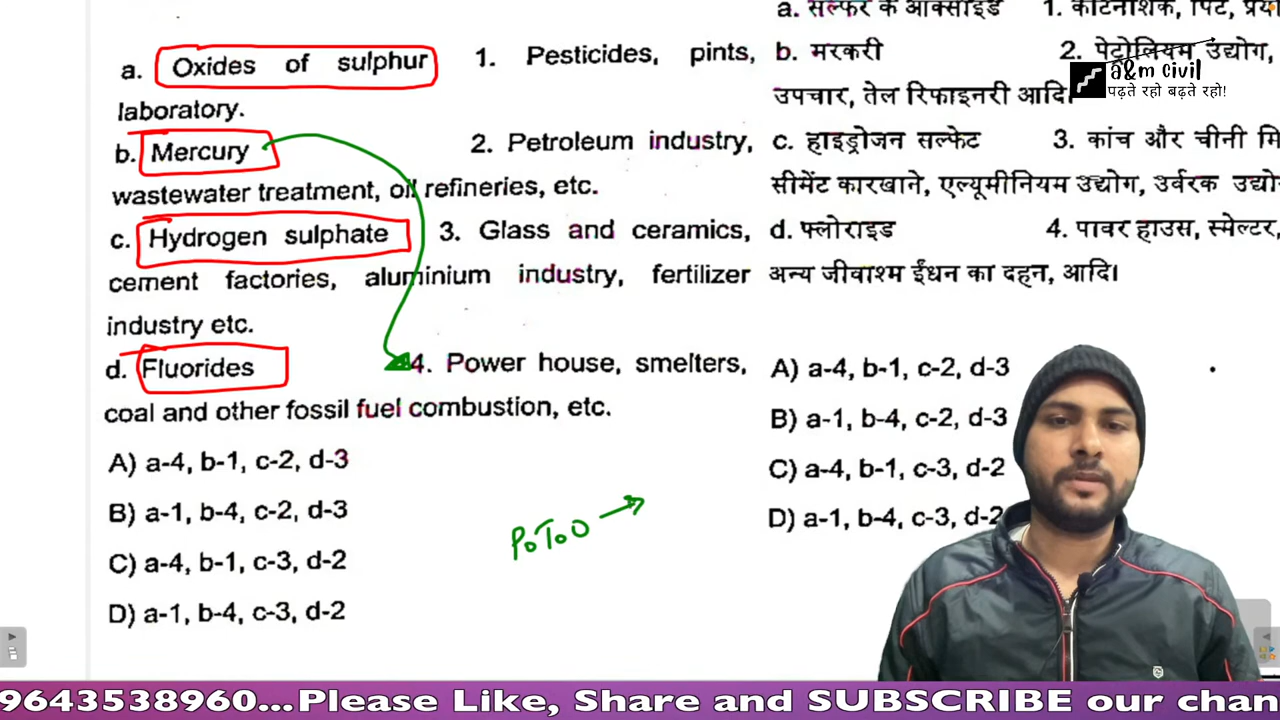 a. Oxides of sulphur 1. Pesticides, pints,
laboratory.
b. Mercury 2. Petroleum industry,
wastewater treatment, oil refineries, etc.
c. Hydrogen sulphate 3. Glass and ceramics,
cement factories, aluminium industry, fertilizer
industry etc.
d. Fluorides 4. Power house, smelters,
coal and other fossil fuel combustion, etc.
A) a-4, b-1, c-2, d-3
B) a-1, b-4, c-2, d-3
C) a-4, b-1, c-3, d-2
D) a-1, b-4, c-3, d-2
a. सल्फर के ऑक्साइड 1. कीटनाशक, पिंट,
b. मरकरी 2. पेट्रोलियम उद्योग,
उपचार, तेल रिफाइनरी आदि।
c. हाइड्रोजन सल्फेट 3. कांच और चीनी
सीमेंट कारखाने, एल्यूमीनियम उद्योग, उर्वरक
d. फ्लोराइड 4. पावर हाउस, स्मेल्टर,
अन्य जीवाश्म ईंधन का दहन, आदि।
A) a-4, b-1, c-2, d-3
B) a-1, b-4, c-2, d-3
C) a-4, b-1, c-3, d-2
D) a-1, b-4, c-3, d-2
a&m civil
पढ़ते रहो बढ़ते रहो!
9643538960...Please Like, Share and SUBSCRIBE our chan